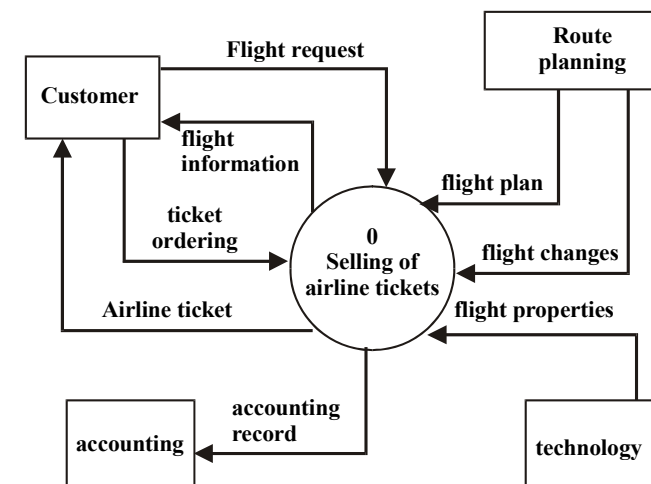 Flight request
Route
planning
Customer
flight
information
flight plan
ticket
ordering
0
Selling of
airline tickets
flight changes
Airline ticket
flight properties
accounting
record
accounting
technology